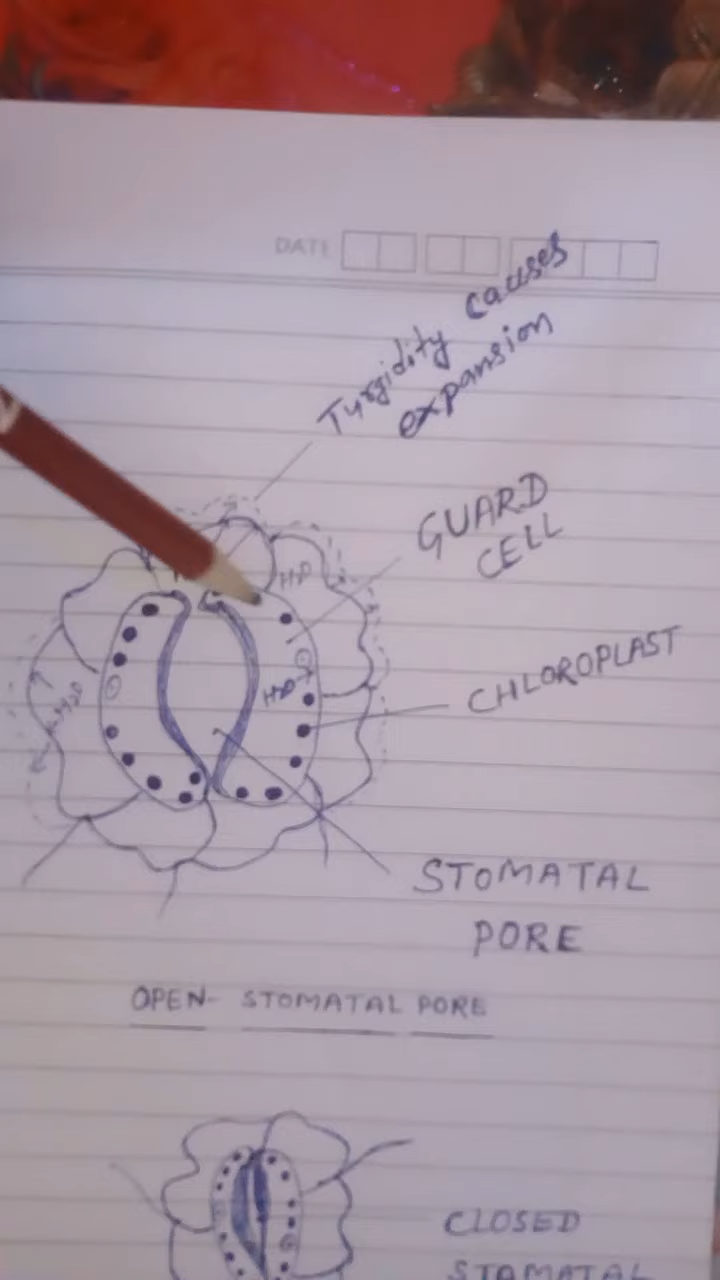 DATE
Turgidity causes
expansion
GUARD
CELL
H2O
H2O
H2O
CHLOROPLAST
STOMATAL
PORE
OPEN- STOMATAL PORE
CLOSED
STOMATAL